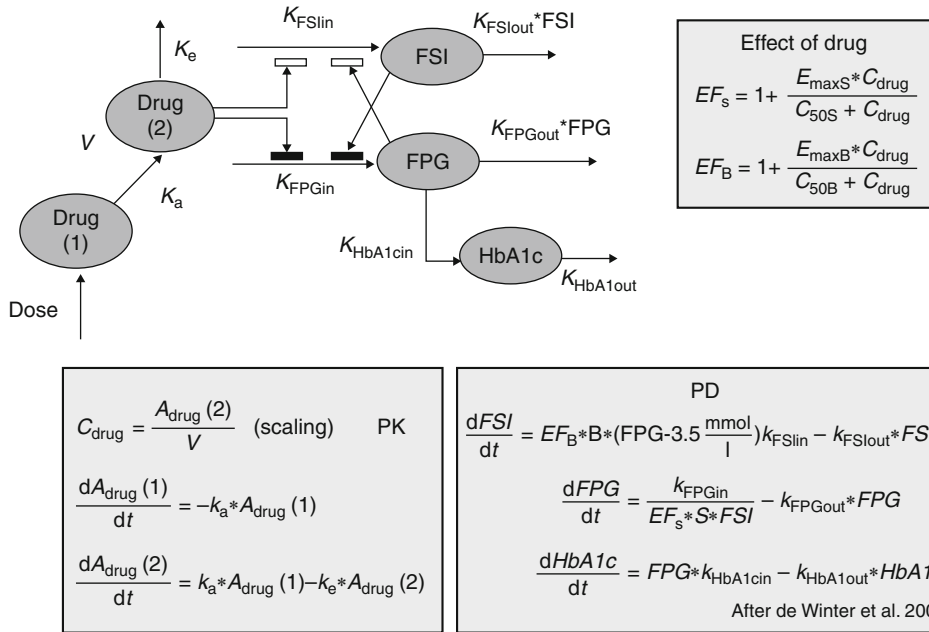 K_FSIin
K_FSIout*FSI
K_e
FSI
Drug
(2)
V
K_FPGout*FPG
FPG
K_FPGin
K_a
Drug
(1)
K_HbA1cin
HbA1c
K_HbA1out
Dose
Effect of drug
EF_s = 1+ E_maxS*C_drug / C_50S + C_drug
EF_B = 1+ E_maxB*C_drug / C_50B + C_drug
C_drug = A_drug (2) / V (scaling) PK
dA_drug (1) / dt = −k_a*A_drug (1)
dA_drug (2) / dt = k_a*A_drug (1)−k_e*A_drug (2)
PD
dFSI / dt = EF_B*B*(FPG-3.5 mmol / l )k_FSIin − k_FSIout*FS
dFPG / dt = k_FPGin / EF_s*S*FSI − k_FPGout*FPG
dHbA1c / dt = FPG*k_HbA1cin − k_HbA1out*HbA1
After de Winter et al. 200